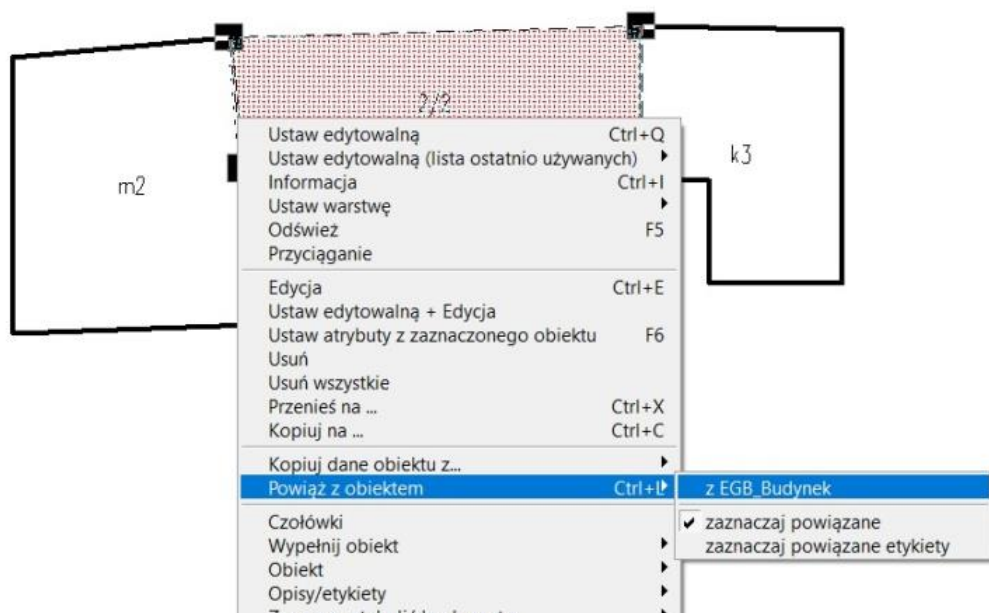 2/2
m2
k3
Ustaw edytowalną Ctrl+Q
Ustaw edytowalną (lista ostatnio używanych)
Informacja Ctrl+I
Ustaw warstwę
Odśwież F5
Przyciąganie
Edycja Ctrl+E
Ustaw edytowalną + Edycja
Ustaw atrybuty z zaznaczonego obiektu F6
Usuń
Usuń wszystkie
Przenieś na ... Ctrl+X
Kopiuj na ... Ctrl+C
Kopiuj dane obiektu z...
Powiąż z obiektem Ctrl+L
z EGB_Budynek
zaznaczaj powiązane
zaznaczaj powiązane etykiety
Czołówki
Wypełnij obiekt
Obiekt
Opisy/etykiety